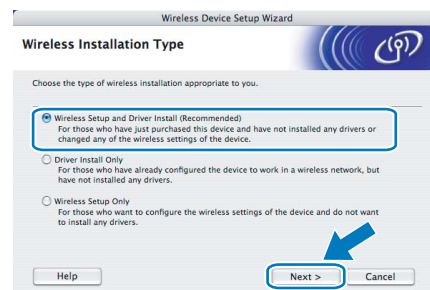 Wireless Device Setup Wizard
Wireless Installation Type
Choose the type of wireless installation appropriate to you.
Wireless Setup and Driver Install (Recommended)
For those who have just purchased this device and have not installed any drivers or
changed any of the wireless settings of the device.
Driver Install Only
For those who have already configured the device to work in a wireless network, but
have not installed any drivers.
Wireless Setup Only
For those who want to configure the wireless settings of the device and do not want
to install any drivers.
Help
Next >
Cancel